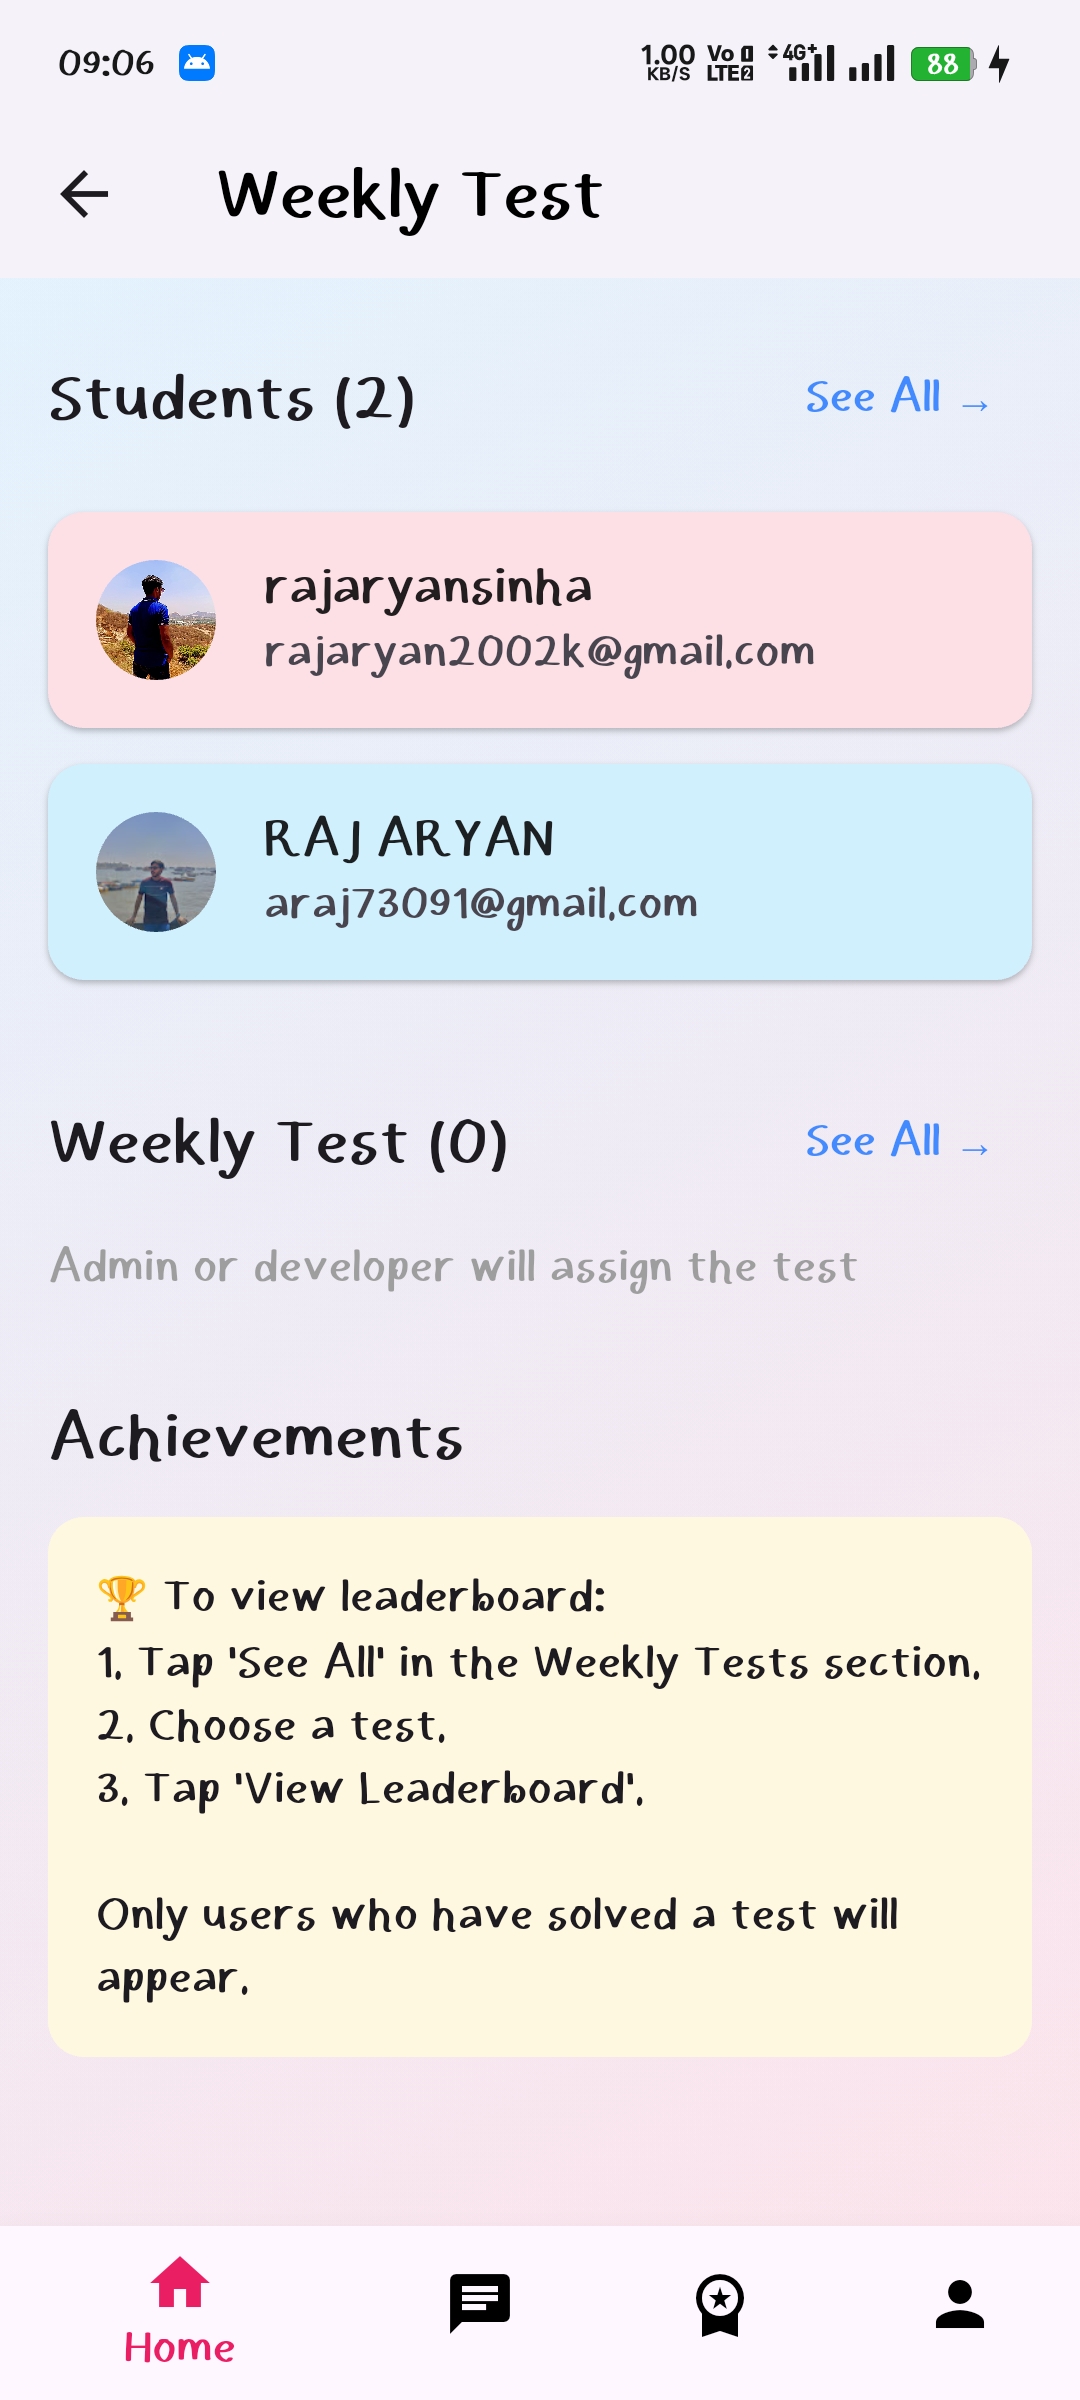 09:06 1.00 KB/S Vo LTE 4G+ 88
Weekly Test
Students (2) See All →
rajaryansinha
rajaryan2002k@gmail.com
RAJ ARYAN
araj73091@gmail.com
Weekly Test (0) See All →
Admin or developer will assign the test
Achievements
🏆 To view leaderboard:
1. Tap 'See All' in the Weekly Tests section.
2. Choose a test.
3. Tap 'View Leaderboard'.
Only users who have solved a test will
appear.
Home